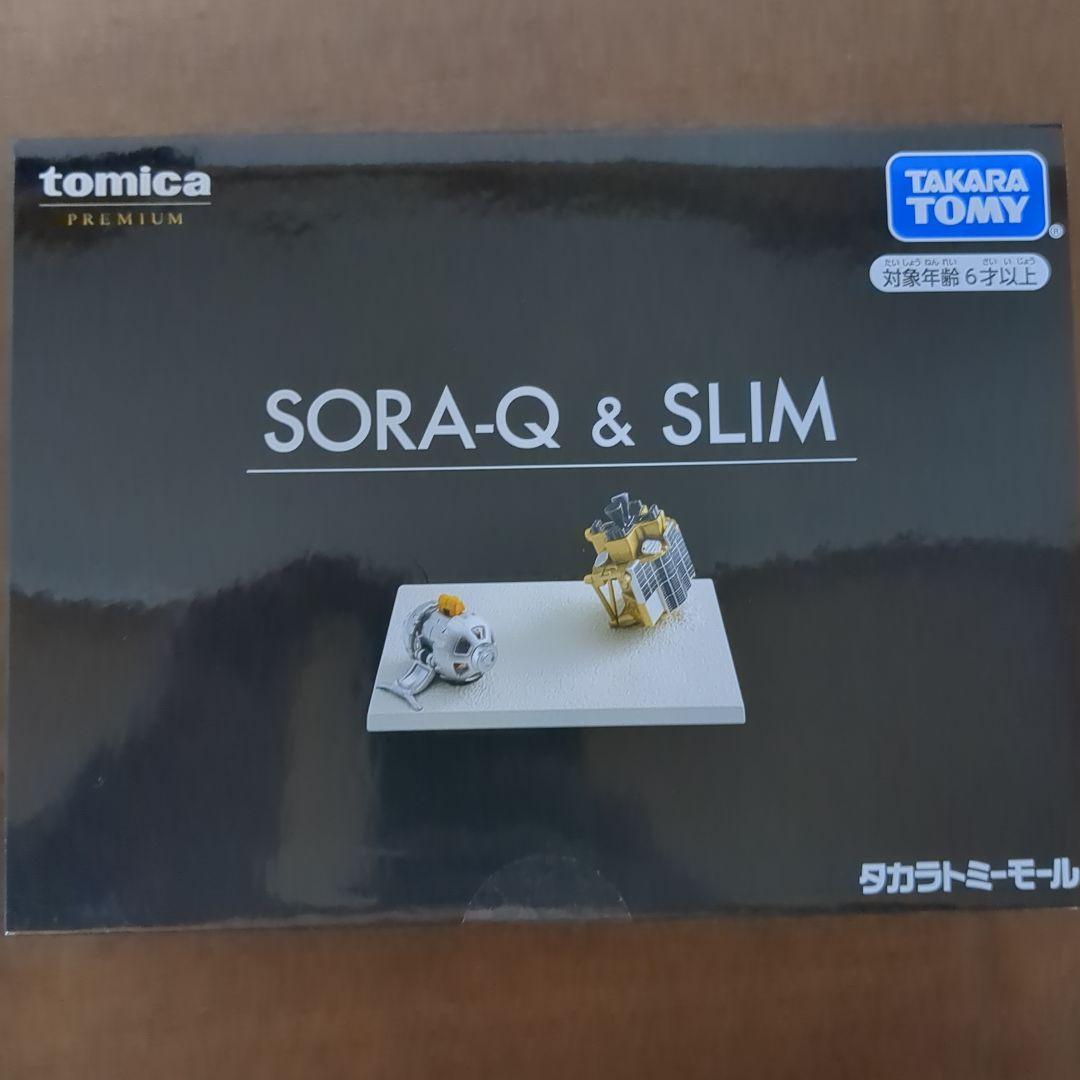 tomica
PREMIUM
TAKARA
TOMY
®
たいしょうねんれい さいいじょう
対象年齢6才以上
SORA-Q & SLIM
タカラトミーモール